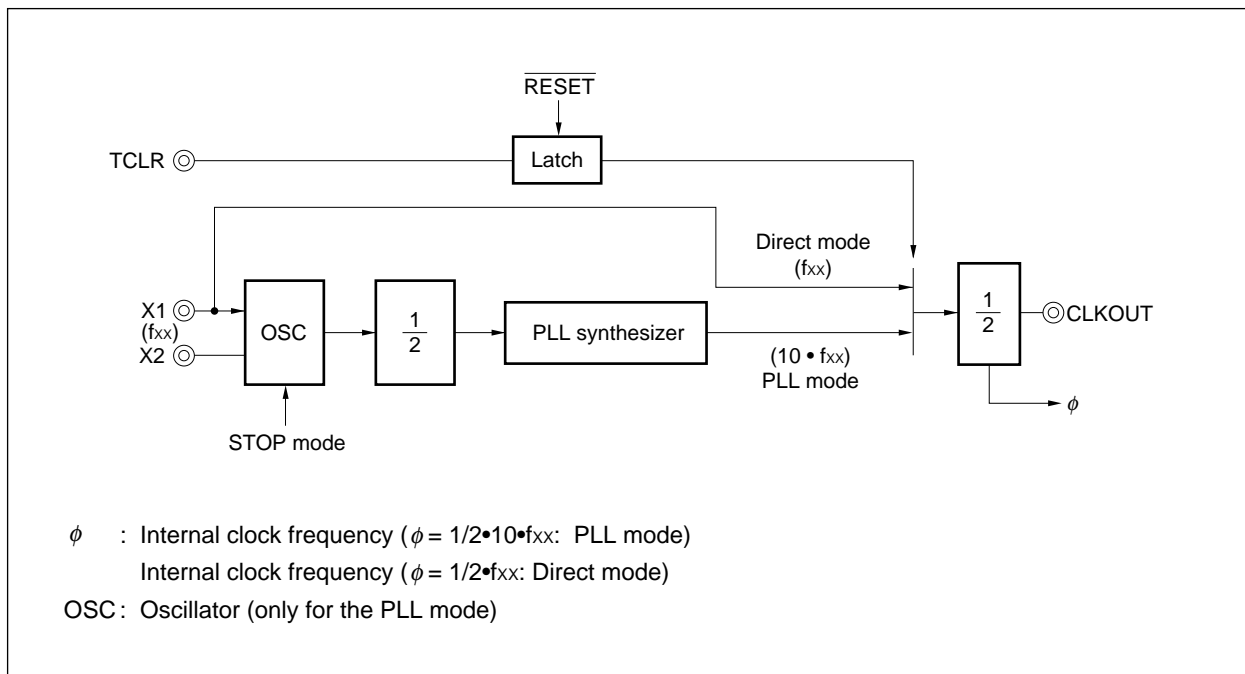 RESET
TCLR
Latch
Direct mode
(fxx)
X1
(fxx)
X2
OSC
1
2
PLL synthesizer
(10 • fxx)
PLL mode
1
2
CLKOUT
ϕ
STOP mode
ϕ : Internal clock frequency (ϕ = 1/2•10•fxx: PLL mode)
Internal clock frequency (ϕ = 1/2•fxx: Direct mode)
OSC : Oscillator (only for the PLL mode)